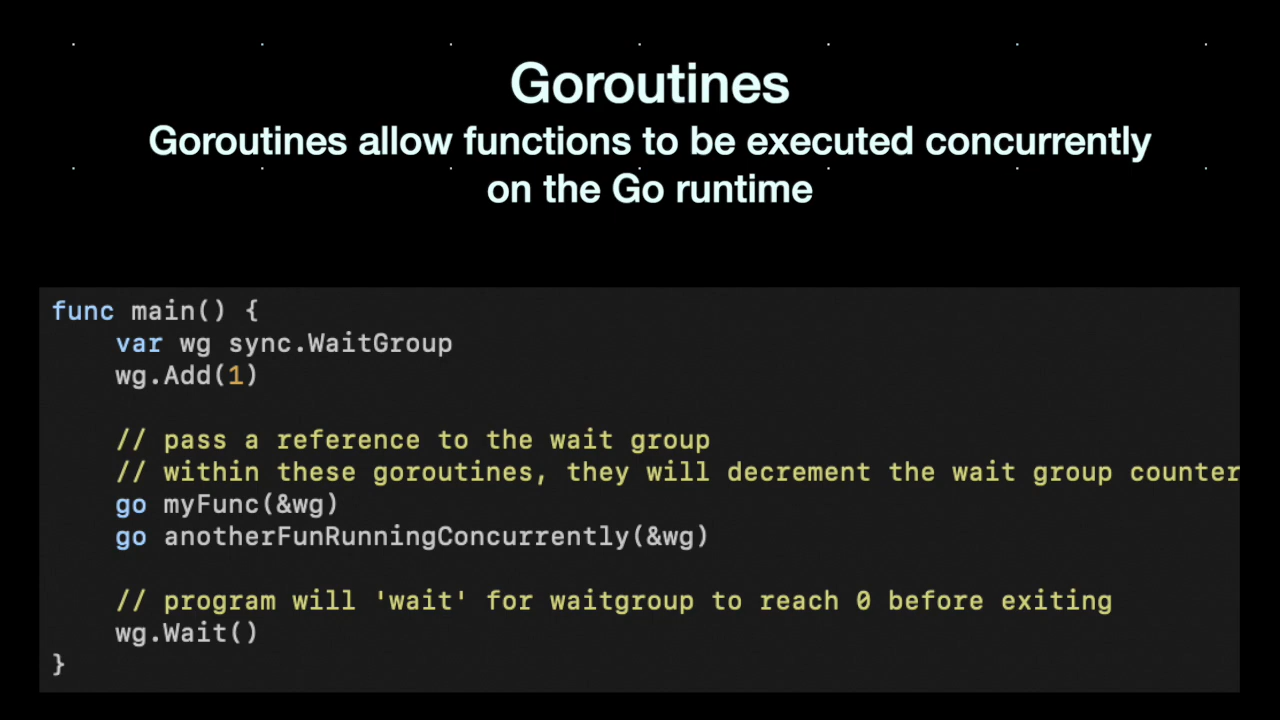 Goroutines
Goroutines allow functions to be executed concurrently
on the Go runtime
func main() {
    var wg sync.WaitGroup
    wg.Add(1)
    // pass a reference to the wait group
    // within these goroutines, they will decrement the wait group counter
    go myFunc(&wg)
    go anotherFunRunningConcurrently(&wg)
    // program will 'wait' for waitgroup to reach 0 before exiting
    wg.Wait()
}